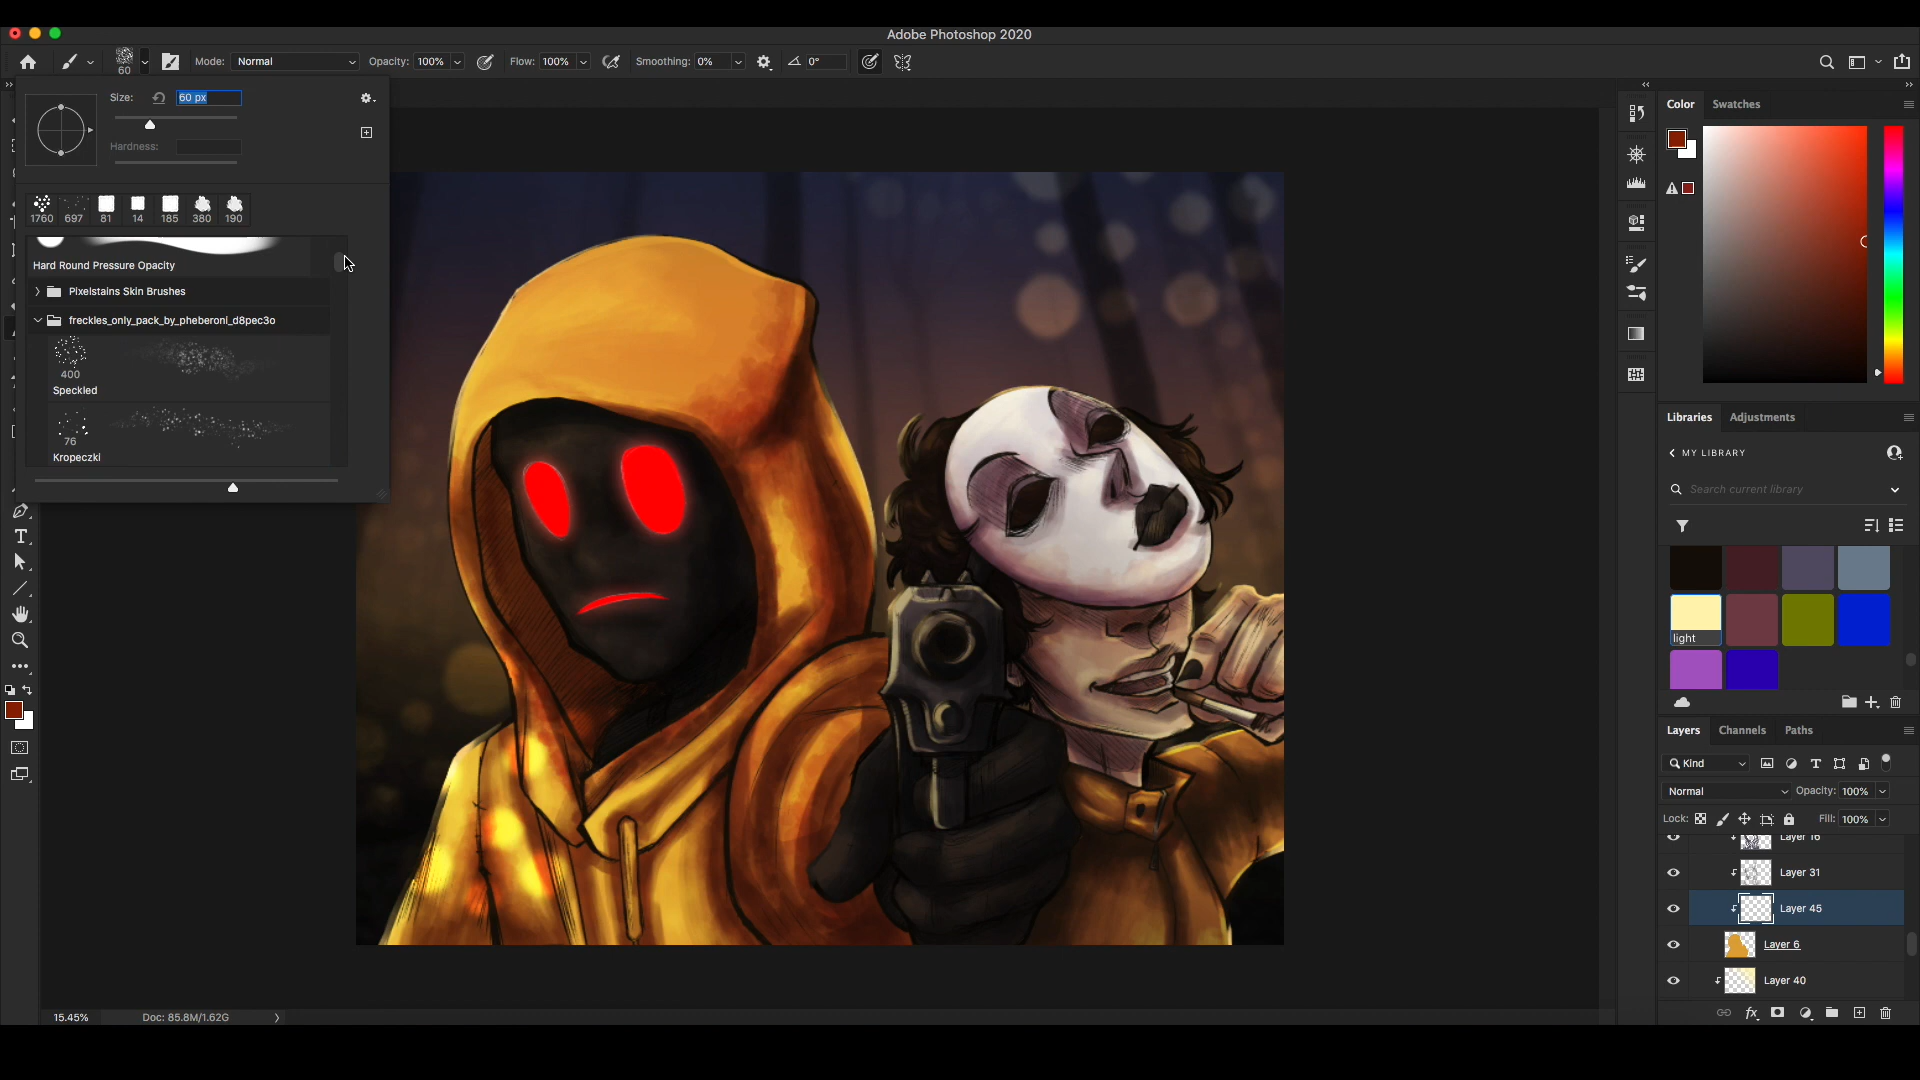 Adobe Photoshop 2020
60
Mode: Normal
Opacity: 100%
Flow: 100%
Smoothing: 0%
0°
Size: 60 px
Hardness:
1760 697 81 14 185 380 190
Hard Round Pressure Opacity
Pixelstains Skin Brushes
freckles_only_pack_by_pheberoni_d8pec3o
400
Speckled
76
Kropeczki
Color Swatches
Libraries Adjustments
MY LIBRARY
Search current library
light
Layers Channels Paths
Kind
Normal Opacity: 100%
Lock: Fill: 100%
Layer 16
Layer 31
Layer 45
Layer 6
Layer 40
15.45% Doc: 85.8M/1.62G